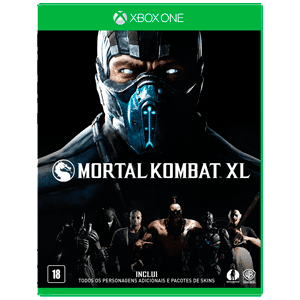 XBOX ONE
MORTAL KOMBAT XL
18
INCLUI
TODOS OS PERSONAGENS ADICIONAIS E PACOTES DE SKINS